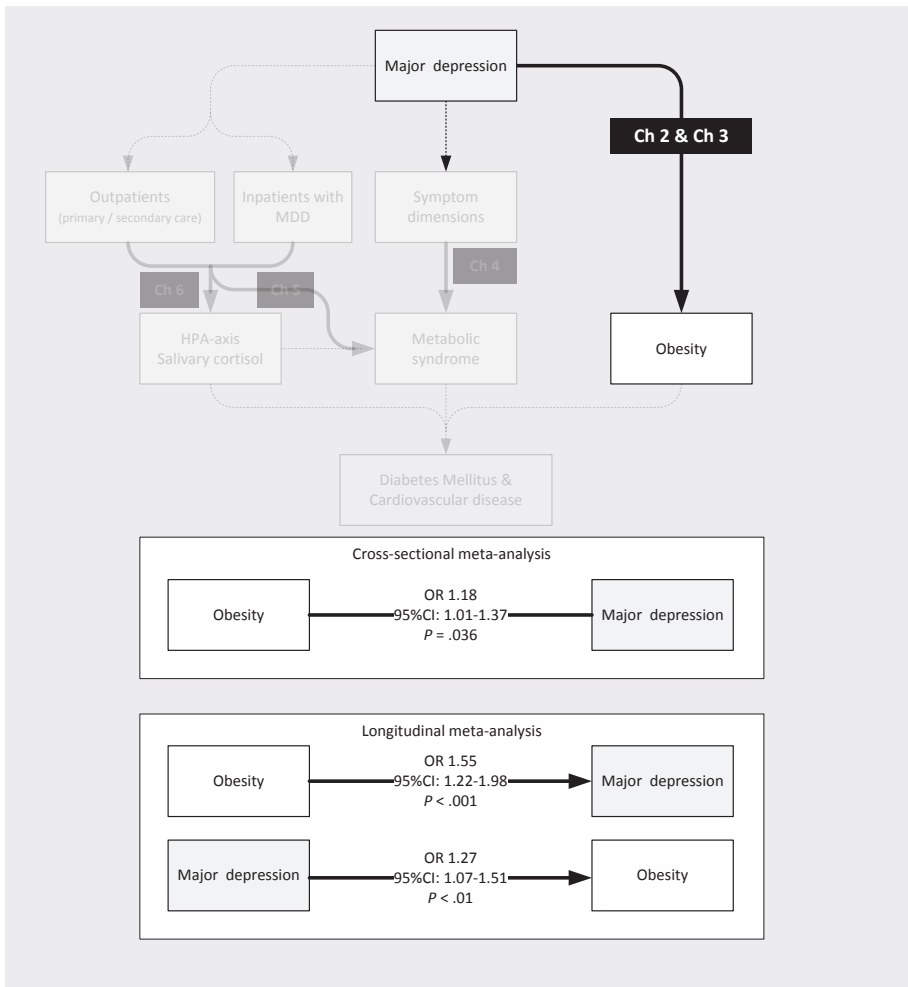 Major depression
Ch 2 & Ch 3
Outpatients
(primary / secondary care)
Inpatients with
MDD
Symptom
dimensions
Ch 6
Ch 5
Ch 4
HPA-axis
Salivary cortisol
Metabolic
syndrome
Obesity
Diabetes Mellitus &
Cardiovascular disease
Cross-sectional meta-analysis
Obesity
OR 1.18
95%CI: 1.01-1.37
P = .036
Major depression
Longitudinal meta-analysis
Obesity
OR 1.55
95%CI: 1.22-1.98
P < .001
Major depression
Major depression
OR 1.27
95%CI: 1.07-1.51
P < .01
Obesity